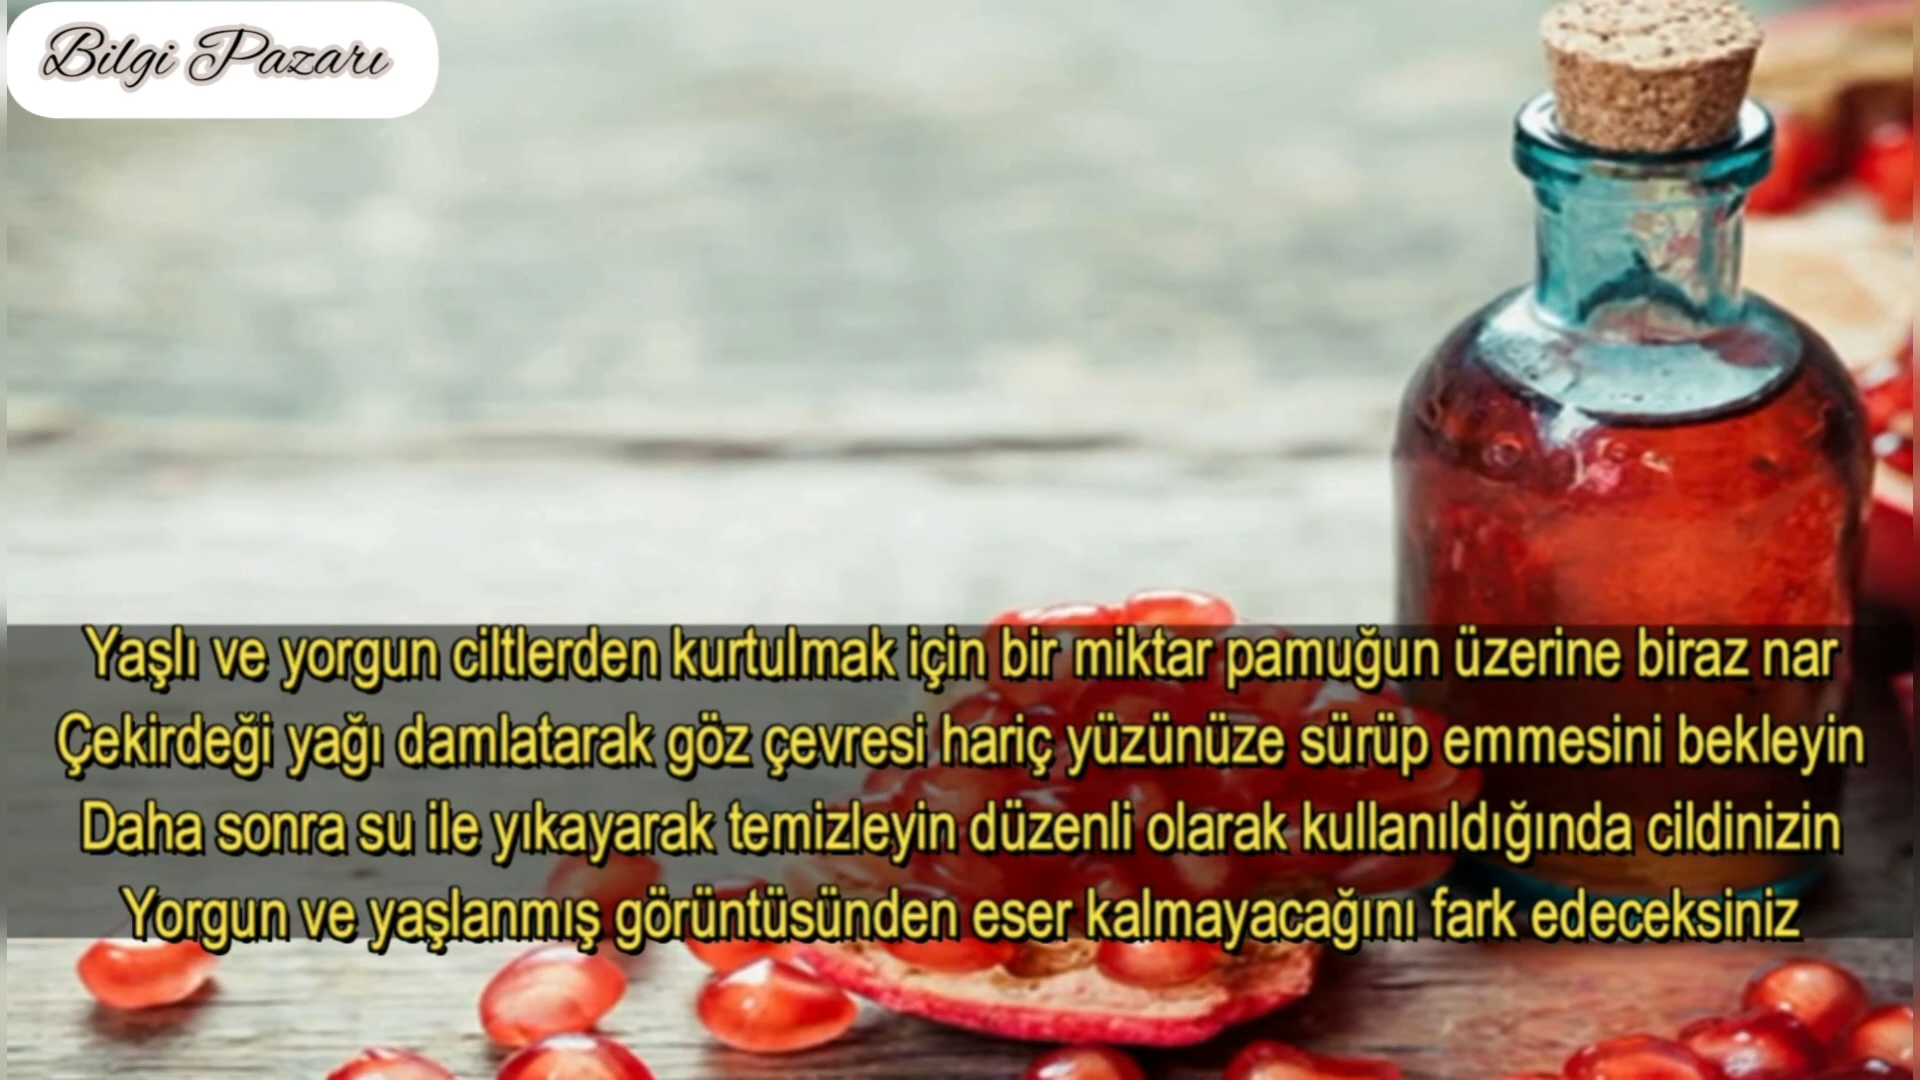 Bilgi Pazarı
Yaşlı ve yorgun ciltlerden kurtulmak için bir miktar pamuğun üzerine biraz nar
Çekirdeği yağı damlatarak göz çevresi hariç yüzünüze sürüp emmesini bekleyin
Daha sonra su ile yıkayarak temizleyin düzenli olarak kullanıldığında cildinizin
Yorgun ve yaşlanmış görüntüsünden eser kalmayacağını fark edeceksiniz